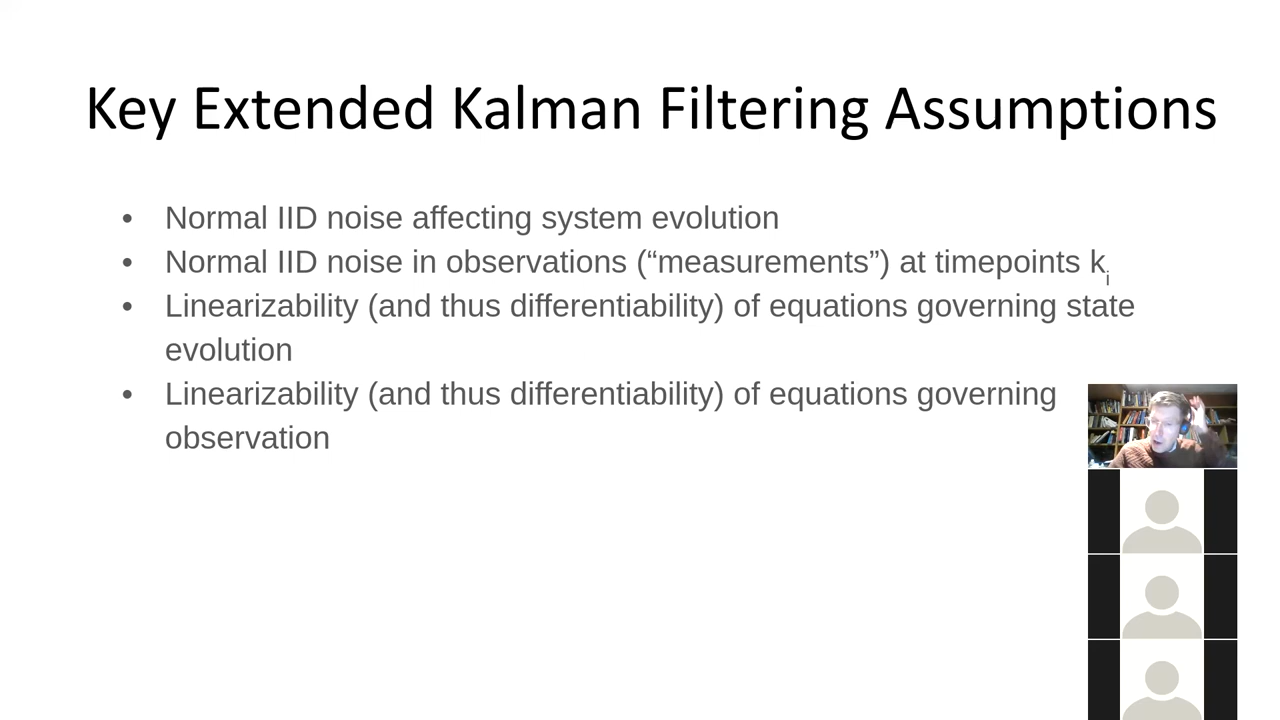 Key Extended Kalman Filtering Assumptions
• Normal IID noise affecting system evolution
• Normal IID noise in observations (“measurements”) at timepoints kᵢ
• Linearizability (and thus differentiability) of equations governing state
evolution
• Linearizability (and thus differentiability) of equations governing
observation